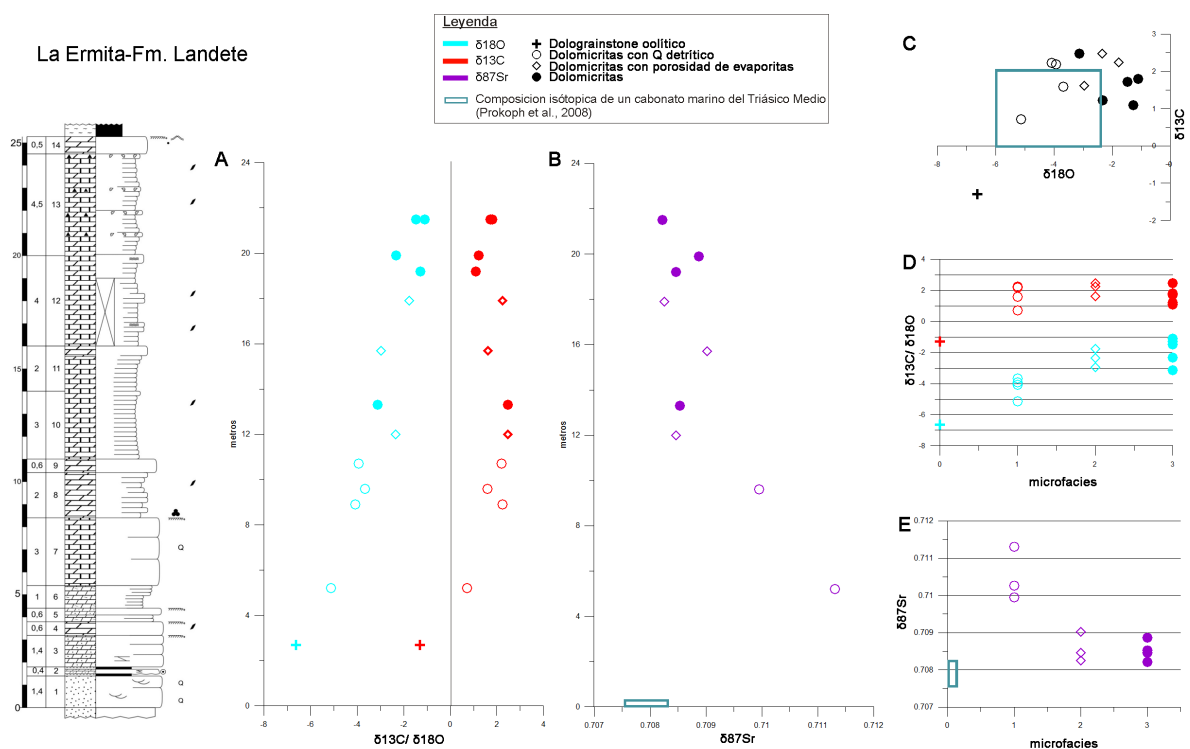 La Ermita-Fm. Landete
Leyenda
δ18O
δ13C
δ87Sr
Dolograinstone oolítico
Dolomicritas con Q detrítico
Dolomicritas con porosidad de evaporitas
Dolomicritas
Composicion isótopica de un cabonato marino del Triásico Medio
(Prokoph et al., 2008)
25
20
15
10
5
0
0,5 14
4,5 13
4 12
2 11
3 10
0,6 9
2 8
3 7
1 6
0,6 5
0,6 4
1,4 3
0,4 2
1,4 1
Q
Q
Q
A
24
20
16
12
8
4
0
metros
-8 -6 -4 -2 0 2 4
δ13C/ δ18O
B
24
20
16
12
8
4
0
metros
0.707 0.708 0.709 0.71 0.711 0.712
δ87Sr
C
3
2
1
0
-1
-2
δ13C
-8 -6 -4 -2 0
δ18O
D
4
2
0
-2
-4
-6
-8
δ13C/ δ18O
0 1 2 3
microfacies
E
0.712
0.711
0.71
0.709
0.708
0.707
δ87Sr
0 1 2 3
microfacies